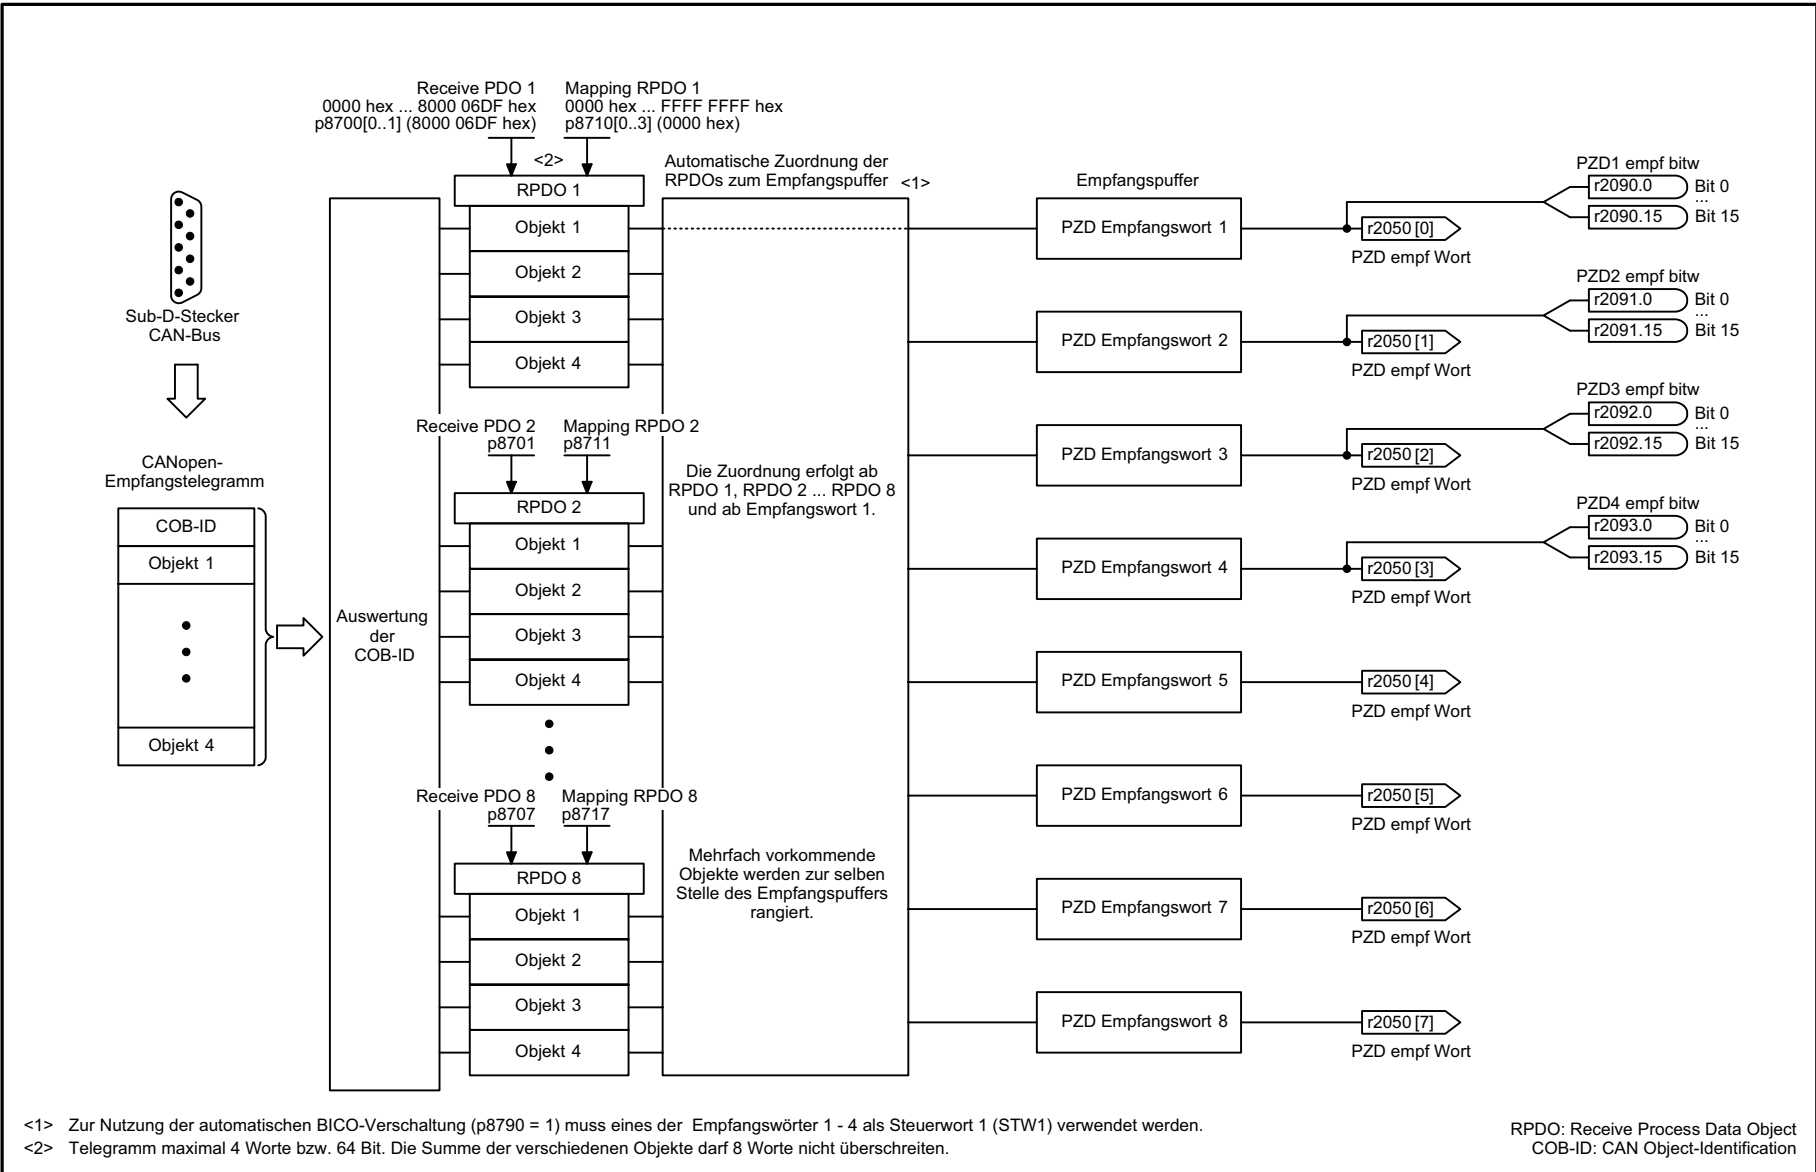 Receive PDO 1
0000 hex ... 8000 06DF hex
p8700[0..1] (8000 06DF hex)
Mapping RPDO 1
0000 hex ... FFFF FFFF hex
p8710[0..3] (0000 hex)
<2>
RPDO 1
Objekt 1
Objekt 2
Objekt 3
Objekt 4
Automatische Zuordnung der
RPDOs zum Empfangspuffer <1>
Empfangspuffer
Sub-D-Stecker
CAN-Bus
CANopen-
Empfangstelegramm
COB-ID
Objekt 1
Objekt 4
Auswertung
der
COB-ID
Receive PDO 2
p8701
Mapping RPDO 2
p8711
RPDO 2
Objekt 1
Objekt 2
Objekt 3
Objekt 4
Receive PDO 8
p8707
Mapping RPDO 8
p8717
RPDO 8
Objekt 1
Objekt 2
Objekt 3
Objekt 4
Die Zuordnung erfolgt ab
RPDO 1, RPDO 2 ... RPDO 8
und ab Empfangswort 1.
Mehrfach vorkommende
Objekte werden zur selben
Stelle des Empfangspuffers
rangiert.
PZD Empfangswort 1
r2050 [0]
PZD empf Wort
PZD1 empf bitw
r2090.0 Bit 0
...
r2090.15 Bit 15
PZD Empfangswort 2
r2050 [1]
PZD empf Wort
PZD2 empf bitw
r2091.0 Bit 0
...
r2091.15 Bit 15
PZD Empfangswort 3
r2050 [2]
PZD empf Wort
PZD3 empf bitw
r2092.0 Bit 0
...
r2092.15 Bit 15
PZD Empfangswort 4
r2050 [3]
PZD empf Wort
PZD4 empf bitw
r2093.0 Bit 0
...
r2093.15 Bit 15
PZD Empfangswort 5
r2050 [4]
PZD empf Wort
PZD Empfangswort 6
r2050 [5]
PZD empf Wort
PZD Empfangswort 7
r2050 [6]
PZD empf Wort
PZD Empfangswort 8
r2050 [7]
PZD empf Wort
<1> Zur Nutzung der automatischen BICO-Verschaltung (p8790 = 1) muss eines der Empfangswörter 1 - 4 als Steuerwort 1 (STW1) verwendet werden.
<2> Telegramm maximal 4 Worte bzw. 64 Bit. Die Summe der verschiedenen Objekte darf 8 Worte nicht überschreiten.
RPDO: Receive Process Data Object
COB-ID: CAN Object-Identification